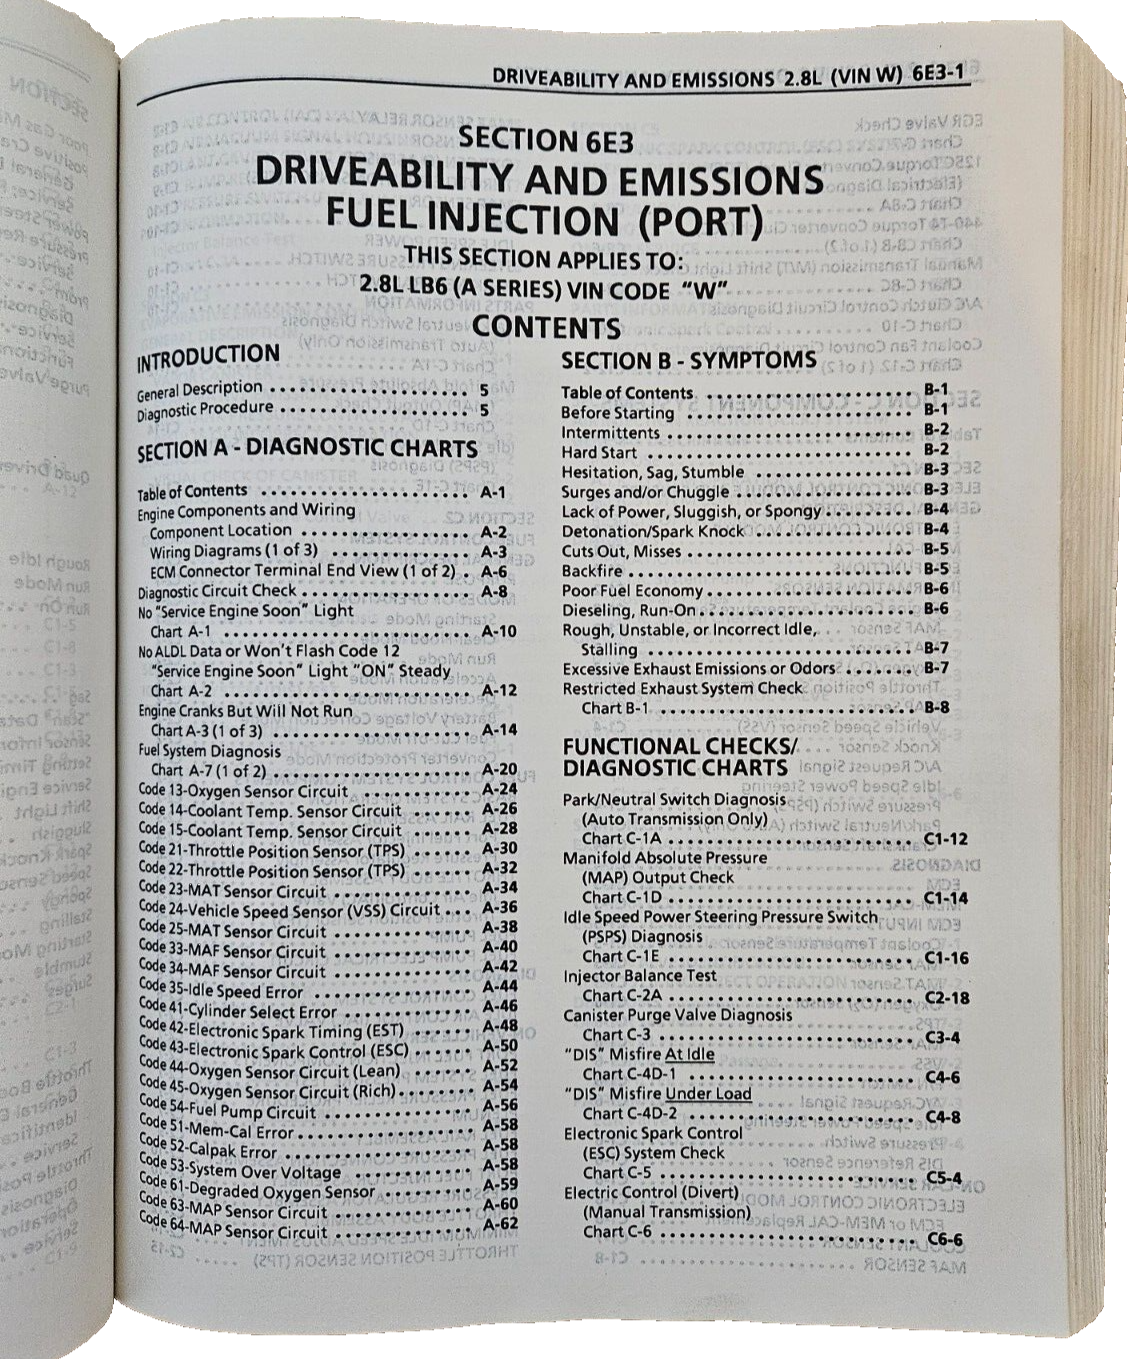 DRIVEABILITY AND EMISSIONS 2.8L (VIN W) 6E3-1
SECTION 6E3
DRIVEABILITY AND EMISSIONS
FUEL INJECTION (PORT)
THIS SECTION APPLIES TO:
2.8L LB6 (A SERIES) VIN CODE "W"
CONTENTS
INTRODUCTION
General Description .................... 5
Diagnostic Procedure .................... 5
SECTION A - DIAGNOSTIC CHARTS
Table of Contents .................... A-1
Engine Components and Wiring
Component Location .................... A-2
Wiring Diagrams (1 of 3) .............. A-3
ECM Connector Terminal End View (1 of 2) . A-6
Diagnostic Circuit Check .................. A-8
No "Service Engine Soon" Light
Chart A-1 ........................ A-10
No ALDL Data or Won't Flash Code 12
"Service Engine Soon" Light "ON" Steady
Chart A-2 ........................ A-12
Engine Cranks But Will Not Run
Chart A-3 (1 of 3) ................... A-14
Fuel System Diagnosis
Chart A-7 (1 of 2) ................... A-20
Code 13-Oxygen Sensor Circuit ............ A-24
Code 14-Coolant Temp. Sensor Circuit ....... A-26
Code 15-Coolant Temp. Sensor Circuit ....... A-28
Code 21-Throttle Position Sensor (TPS) ...... A-30
Code 22-Throttle Position Sensor (TPS) ...... A-32
Code 23-MAT Sensor Circuit .............. A-34
Code 24-Vehicle Speed Sensor (VSS) Circuit ... A-36
Code 25-MAT Sensor Circuit .............. A-38
Code 33-MAF Sensor Circuit .............. A-40
Code 34-MAF Sensor Circuit .............. A-42
Code 35-Idle Speed Error ................ A-44
Code 41-Cylinder Select Error ............. A-46
Code 42-Electronic Spark Timing (EST) ...... A-48
Code 43-Electronic Spark Control (ESC) ...... A-50
Code 44-Oxygen Sensor Circuit (Lean) ....... A-52
Code 45-Oxygen Sensor Circuit (Rich) ........ A-54
Code 54-Fuel Pump Circuit ............... A-56
Code 51-Mem-Cal Error ................. A-58
Code 52-Calpak Error ................... A-58
Code 53-System Over Voltage ............. A-58
Code 61-Degraded Oxygen Sensor .......... A-59
Code 63-MAP Sensor Circuit .............. A-60
Code 64-MAP Sensor Circuit .............. A-62
SECTION B - SYMPTOMS
Table of Contents .................... B-1
Before Starting ...................... B-1
Intermittents ........................ B-2
Hard Start .......................... B-2
Hesitation, Sag, Stumble ................ B-3
Surges and/or Chuggle .................. B-3
Lack of Power, Sluggish, or Spongy ......... B-4
Detonation/Spark Knock ................ B-4
Cuts Out, Misses ...................... B-5
Backfire ............................ B-5
Poor Fuel Economy .................... B-6
Dieseling, Run-On ..................... B-6
Rough, Unstable, or Incorrect Idle,
Stalling ........................ B-7
Excessive Exhaust Emissions or Odors ........ B-7
Restricted Exhaust System Check
Chart B-1 ........................ B-8
FUNCTIONAL CHECKS/
DIAGNOSTIC CHARTS
Park/Neutral Switch Diagnosis
(Auto Transmission Only)
Chart C-1A ........................ C1-12
Manifold Absolute Pressure
(MAP) Output Check
Chart C-1D ........................ C1-14
Idle Speed Power Steering Pressure Switch
(PSPS) Diagnosis
Chart C-1E ........................ C1-16
Injector Balance Test
Chart C-2A ........................ C2-18
Canister Purge Valve Diagnosis
Chart C-3 ........................ C3-4
"DIS" Misfire At Idle
Chart C-4D-1 ...................... C4-6
"DIS" Misfire Under Load
Chart C-4D-2 ...................... C4-8
Electronic Spark Control
(ESC) System Check
Chart C-5 ........................ C5-4
Electric Control (Divert)
(Manual Transmission)
Chart C-6 ........................ C6-6